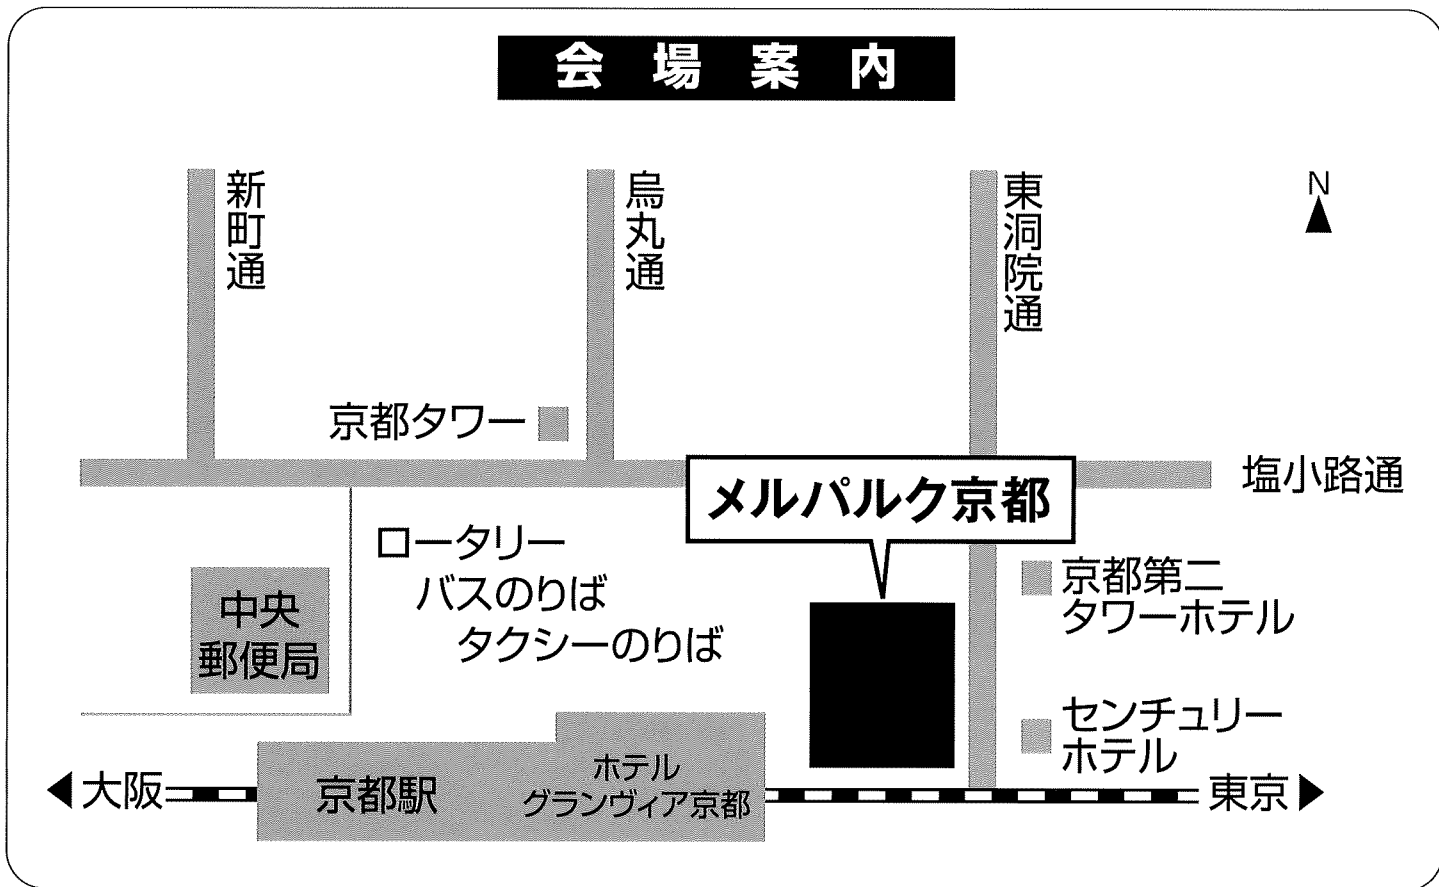 会場案内
新町通
烏丸通
東洞院通
N
京都タワー
塩小路通
メルパルク京都
ロータリー
バスのりば
タクシーのりば
中央
郵便局
京都第二
タワーホテル
センチュリー
ホテル
大阪
京都駅
ホテル
グランヴィア京都
東京